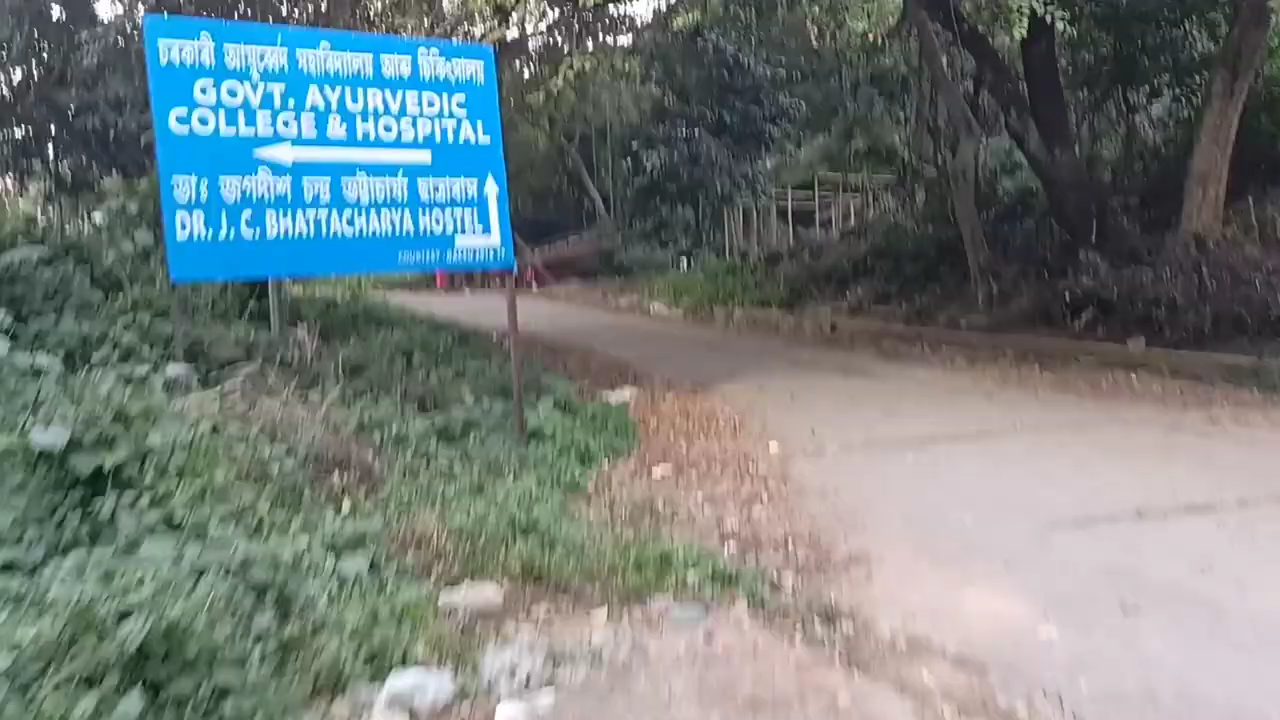 চৰকাৰী আয়ুৰ্ব্বেদ মহাবিদ্যালয় আৰু চিকিৎসালয়
GOVT. AYURVEDIC
COLLEGE & HOSPITAL
ডাঃ জগদীশ চন্দ্ৰ ভট্টাচাৰ্য্য ছাত্ৰাবাস
DR. J. C. BHATTACHARYA HOSTEL